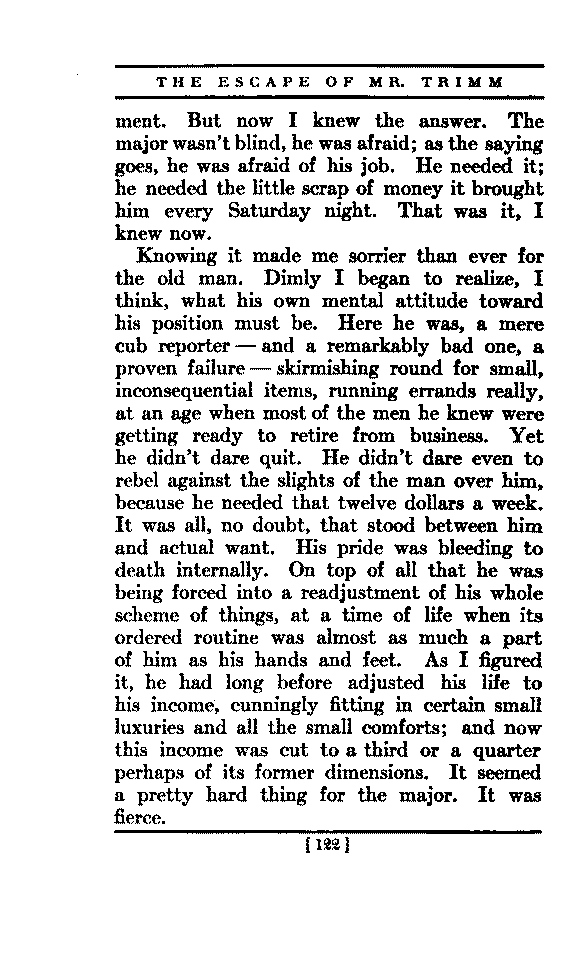 THE ESCAPE OF MR. TRIMM
ment. But now I knew the answer. The
major wasn't blind, he was afraid; as the saying
goes, he was afraid of his job. He needed it;
he needed the little scrap of money it brought
him every Saturday night. That was it, I
knew now.
Knowing it made me sorrier than ever for
the old man. Dimly I began to realize, I
think, what his own mental attitude toward
his position must be. Here he was, a mere
cub reporter — and a remarkably bad one, a
proven failure — skirmishing round for small,
inconsequential items, running errands really,
at an age when most of the men he knew were
getting ready to retire from business. Yet
he didn't dare quit. He didn't dare even to
rebel against the slights of the man over him,
because he needed that twelve dollars a week.
It was all, no doubt, that stood between him
and actual want. His pride was bleeding to
death internally. On top of all that he was
being forced into a readjustment of his whole
scheme of things, at a time of life when its
ordered routine was almost as much a part
of him as his hands and feet. As I figured
it, he had long before adjusted his life to
his income, cunningly fitting in certain small
luxuries and all the small comforts; and now
this income was cut to a third or a quarter
perhaps of its former dimensions. It seemed
a pretty hard thing for the major. It was
fierce.
[122]